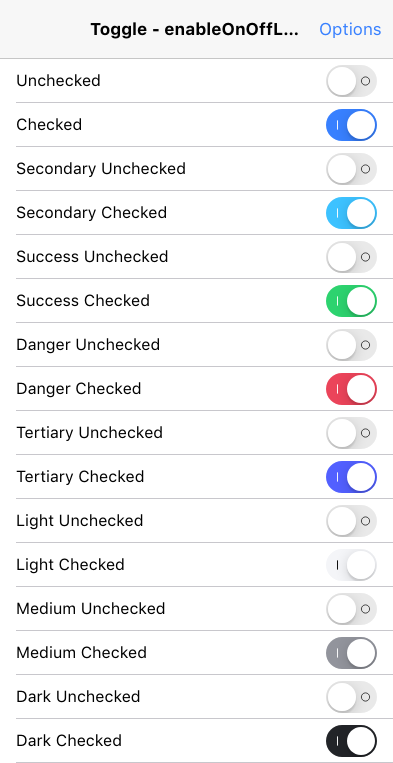 Toggle - enableOnOffL... Options
Unchecked
Checked
Secondary Unchecked
Secondary Checked
Success Unchecked
Success Checked
Danger Unchecked
Danger Checked
Tertiary Unchecked
Tertiary Checked
Light Unchecked
Light Checked
Medium Unchecked
Medium Checked
Dark Unchecked
Dark Checked